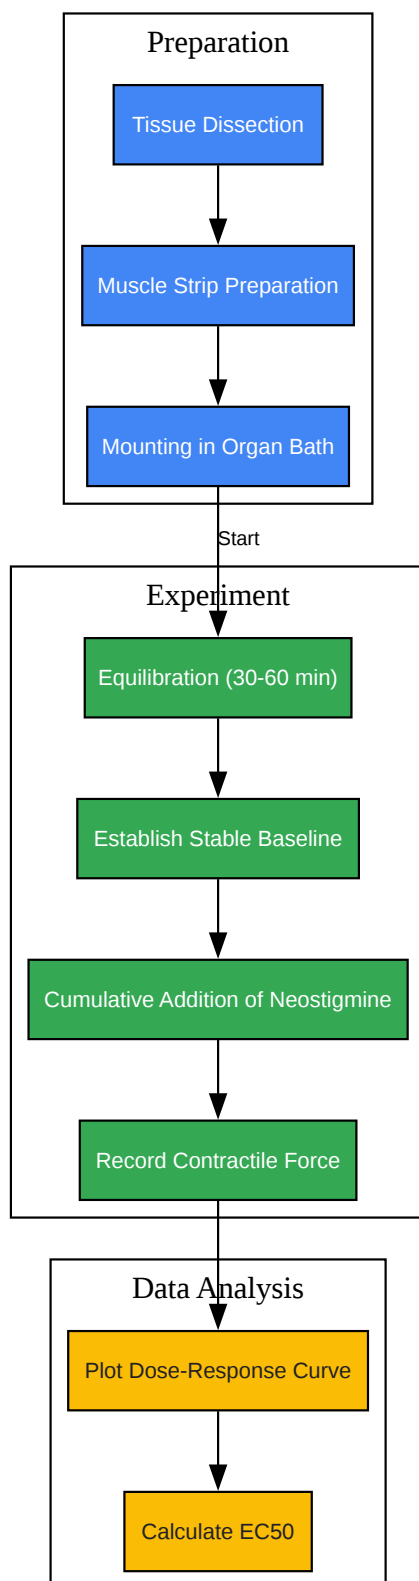 Preparation
Tissue Dissection
Muscle Strip Preparation
Mounting in Organ Bath
Start
Experiment
Equilibration (30-60 min)
Establish Stable Baseline
Cumulative Addition of Neostigmine
Record Contractile Force
Data Analysis
Plot Dose-Response Curve
Calculate EC50